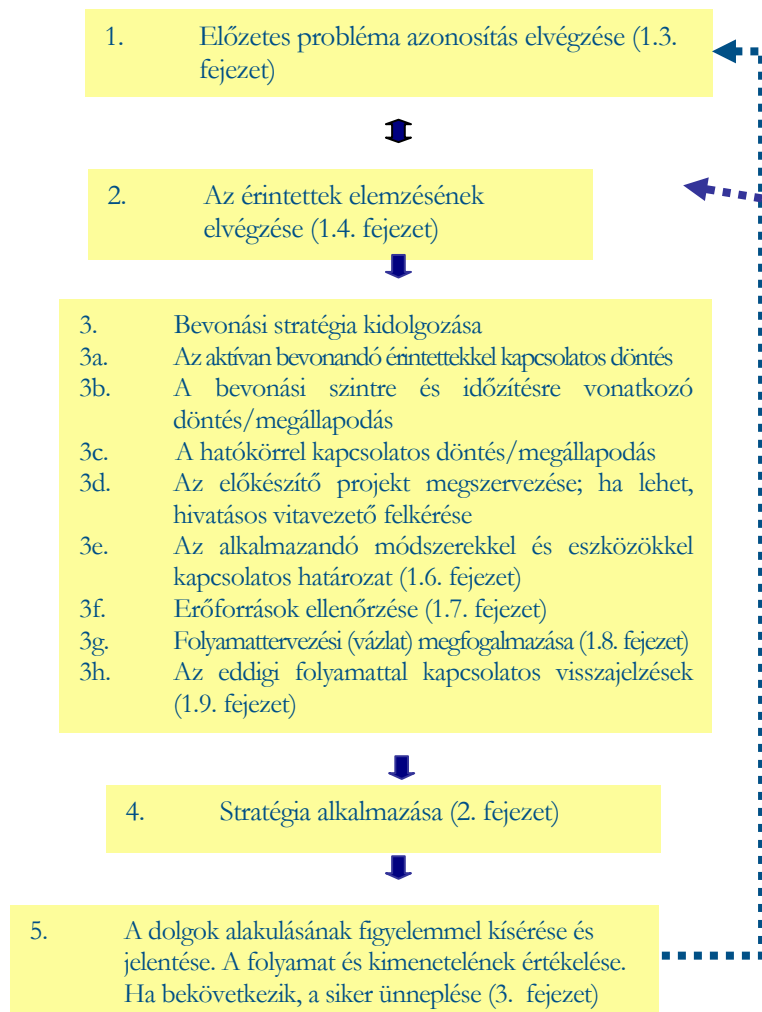 1. Előzetes probléma azonosítás elvégzése (1.3.
fejezet)
2. Az érintettek elemzésének
elvégzése (1.4. fejezet)
3. Bevonási stratégia kidolgozása
3a. Az aktívan bevonandó érintettekkel kapcsolatos döntés
3b. A bevonási szintre és időzítésre vonatkozó
döntés/megállapodás
3c. A hatókörrel kapcsolatos döntés/megállapodás
3d. Az előkészítő projekt megszervezése; ha lehet,
hivatásos vitavezető felkérése
3e. Az alkalmazandó módszerekkel és eszközökkel
kapcsolatos határozat (1.6. fejezet)
3f. Erőforrások ellenőrzése (1.7. fejezet)
3g. Folyamattervezési (vázlat) megfogalmazása (1.8. fejezet)
3h. Az eddigi folyamattal kapcsolatos visszajelzések
(1.9. fejezet)
4. Stratégia alkalmazása (2. fejezet)
5. A dolgok alakulásának figyelemmel kísérése és
jelentése. A folyamat és kimenetelének értékelése.
Ha bekövetkezik, a siker ünneplése (3. fejezet)